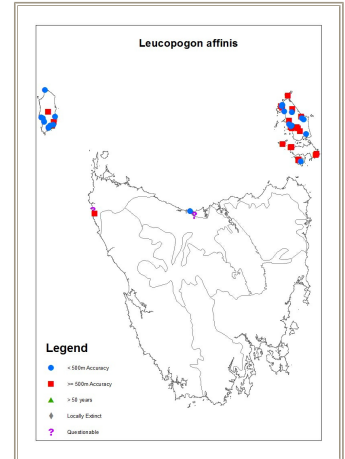 Leucopogon affinis
Legend
< 500m Accuracy
>= 500m Accuracy
> 50 years
Locally Extinct
? Questionable